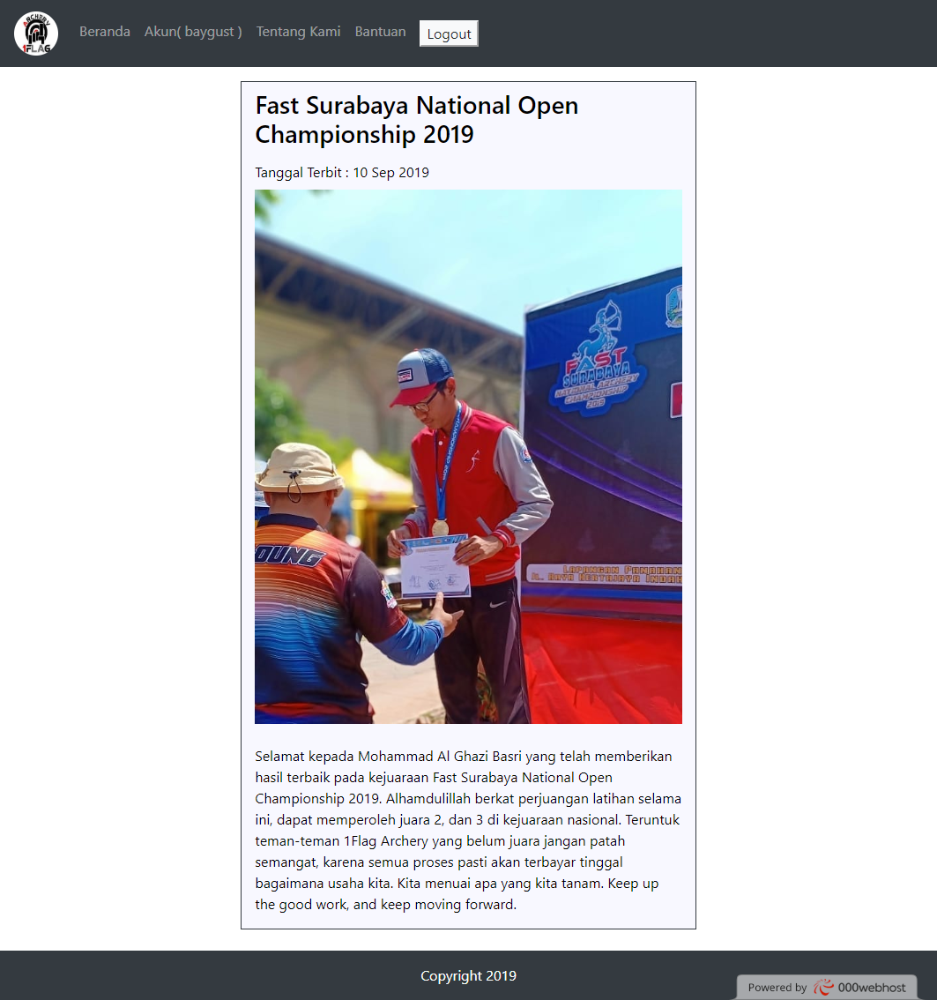 ARCHERY
1FLAG
Beranda
Akun( baygust )
Tentang Kami
Bantuan
Logout
Fast Surabaya National Open
Championship 2019
Tanggal Terbit : 10 Sep 2019
FAST
SURABAYA
NATIONAL ARCHERY
CHAMPIONSHIP
2019
OUNG
LAPANGAN PANAHAN
JL. RAYA KERTAJAYA INDAH
Selamat kepada Mohammad Al Ghazi Basri yang telah memberikan
hasil terbaik pada kejuaraan Fast Surabaya National Open
Championship 2019. Alhamdulillah berkat perjuangan latihan selama
ini, dapat memperoleh juara 2, dan 3 di kejuaraan nasional. Teruntuk
teman-teman 1Flag Archery yang belum juara jangan patah
semangat, karena semua proses pasti akan terbayar tinggal
bagaimana usaha kita. Kita menuai apa yang kita tanam. Keep up
the good work, and keep moving forward.
Copyright 2019
Powered by 000webhost